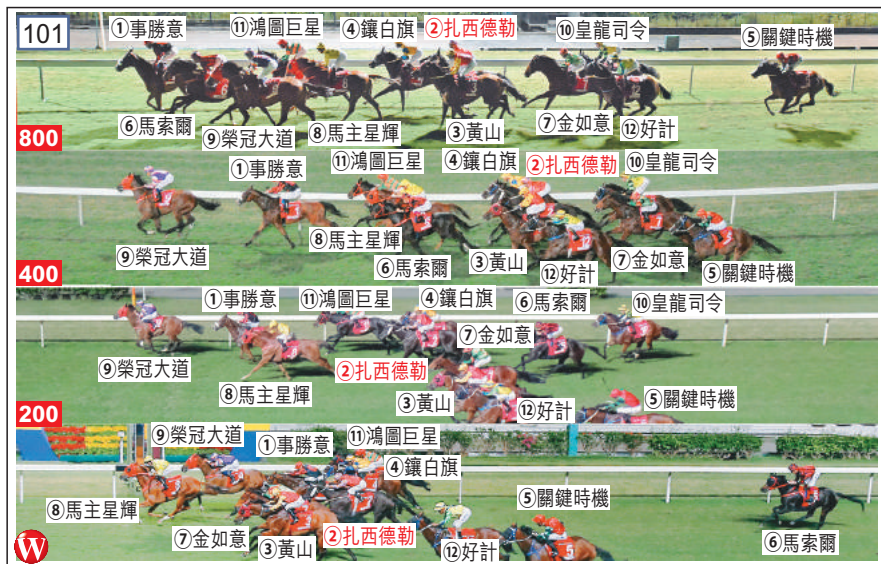 101
①事勝意 ⑪鴻圖巨星 ④鑲白旗 ②扎西德勒 ⑩皇龍司令 ⑤關鍵時機
⑥馬索爾 ⑨榮冠大道 ⑧馬主星輝 ③黃山 ⑦金如意 ⑫好計
800
①事勝意 ⑪鴻圖巨星 ④鑲白旗 ②扎西德勒 ⑩皇龍司令
⑨榮冠大道 ⑧馬主星輝 ⑥馬索爾 ③黃山 ⑫好計 ⑦金如意 ⑤關鍵時機
400
①事勝意 ⑪鴻圖巨星 ④鑲白旗 ⑦金如意 ⑥馬索爾 ⑩皇龍司令
⑨榮冠大道 ⑧馬主星輝 ②扎西德勒 ③黃山 ⑫好計 ⑤關鍵時機
200
⑨榮冠大道 ①事勝意 ⑪鴻圖巨星 ④鑲白旗
⑧馬主星輝 ⑦金如意 ③黃山 ②扎西德勒 ⑫好計 ⑤關鍵時機 ⑥馬索爾
W